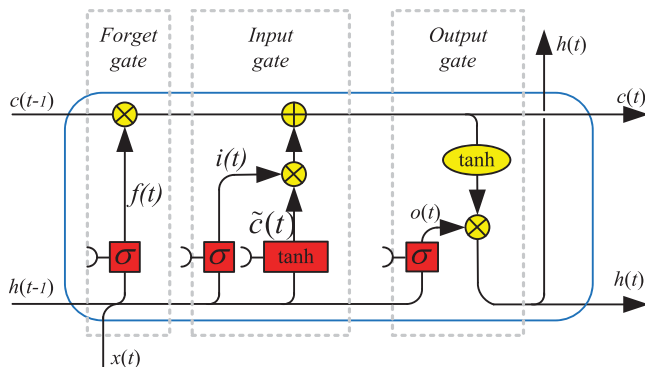 Forget
gate
Input
gate
Output
gate
h(t)
c(t-1)
c(t)
i(t)
tanh
f(t)
c̃(t)
o(t)
σ
σ
tanh
σ
h(t-1)
h(t)
x(t)